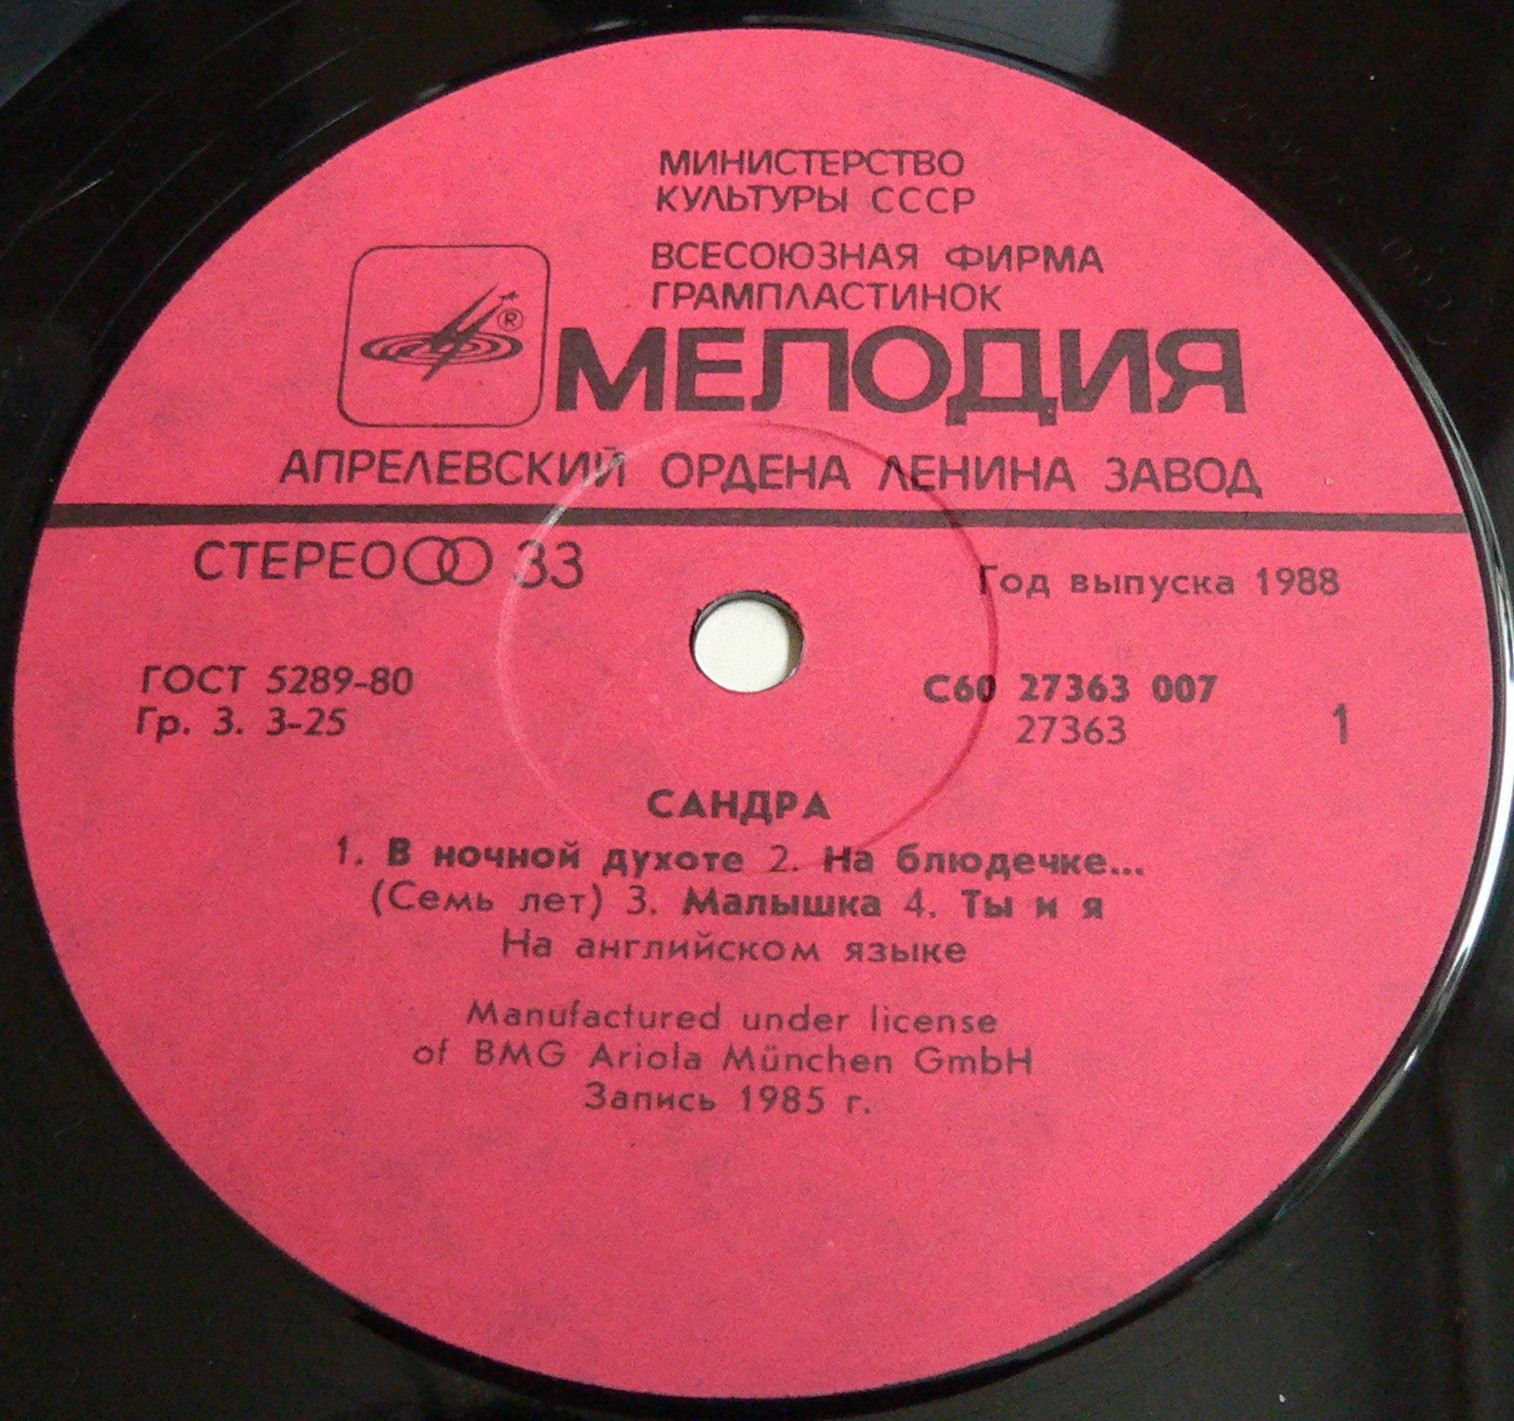 МИНИСТЕРСТВО
КУЛЬТУРЫ СССР
ВСЕСОЮЗНАЯ ФИРМА
ГРАМПЛАСТИНОК
®
МЕЛОДИЯ
АПРЕЛЕВСКИЙ ОРДЕНА ЛЕНИНА ЗАВОД
СТЕРЕО 33
Год выпуска 1988
ГОСТ 5289-80
Гр. 3. 3-25
С60 27363 007
27363
1
САНДРА
1. В ночной духоте 2. На блюдечке...
(Семь лет) 3. Малышка 4. Ты и я
На английском языке
Manufactured under license
of BMG Ariola München GmbH
Запись 1985 г.